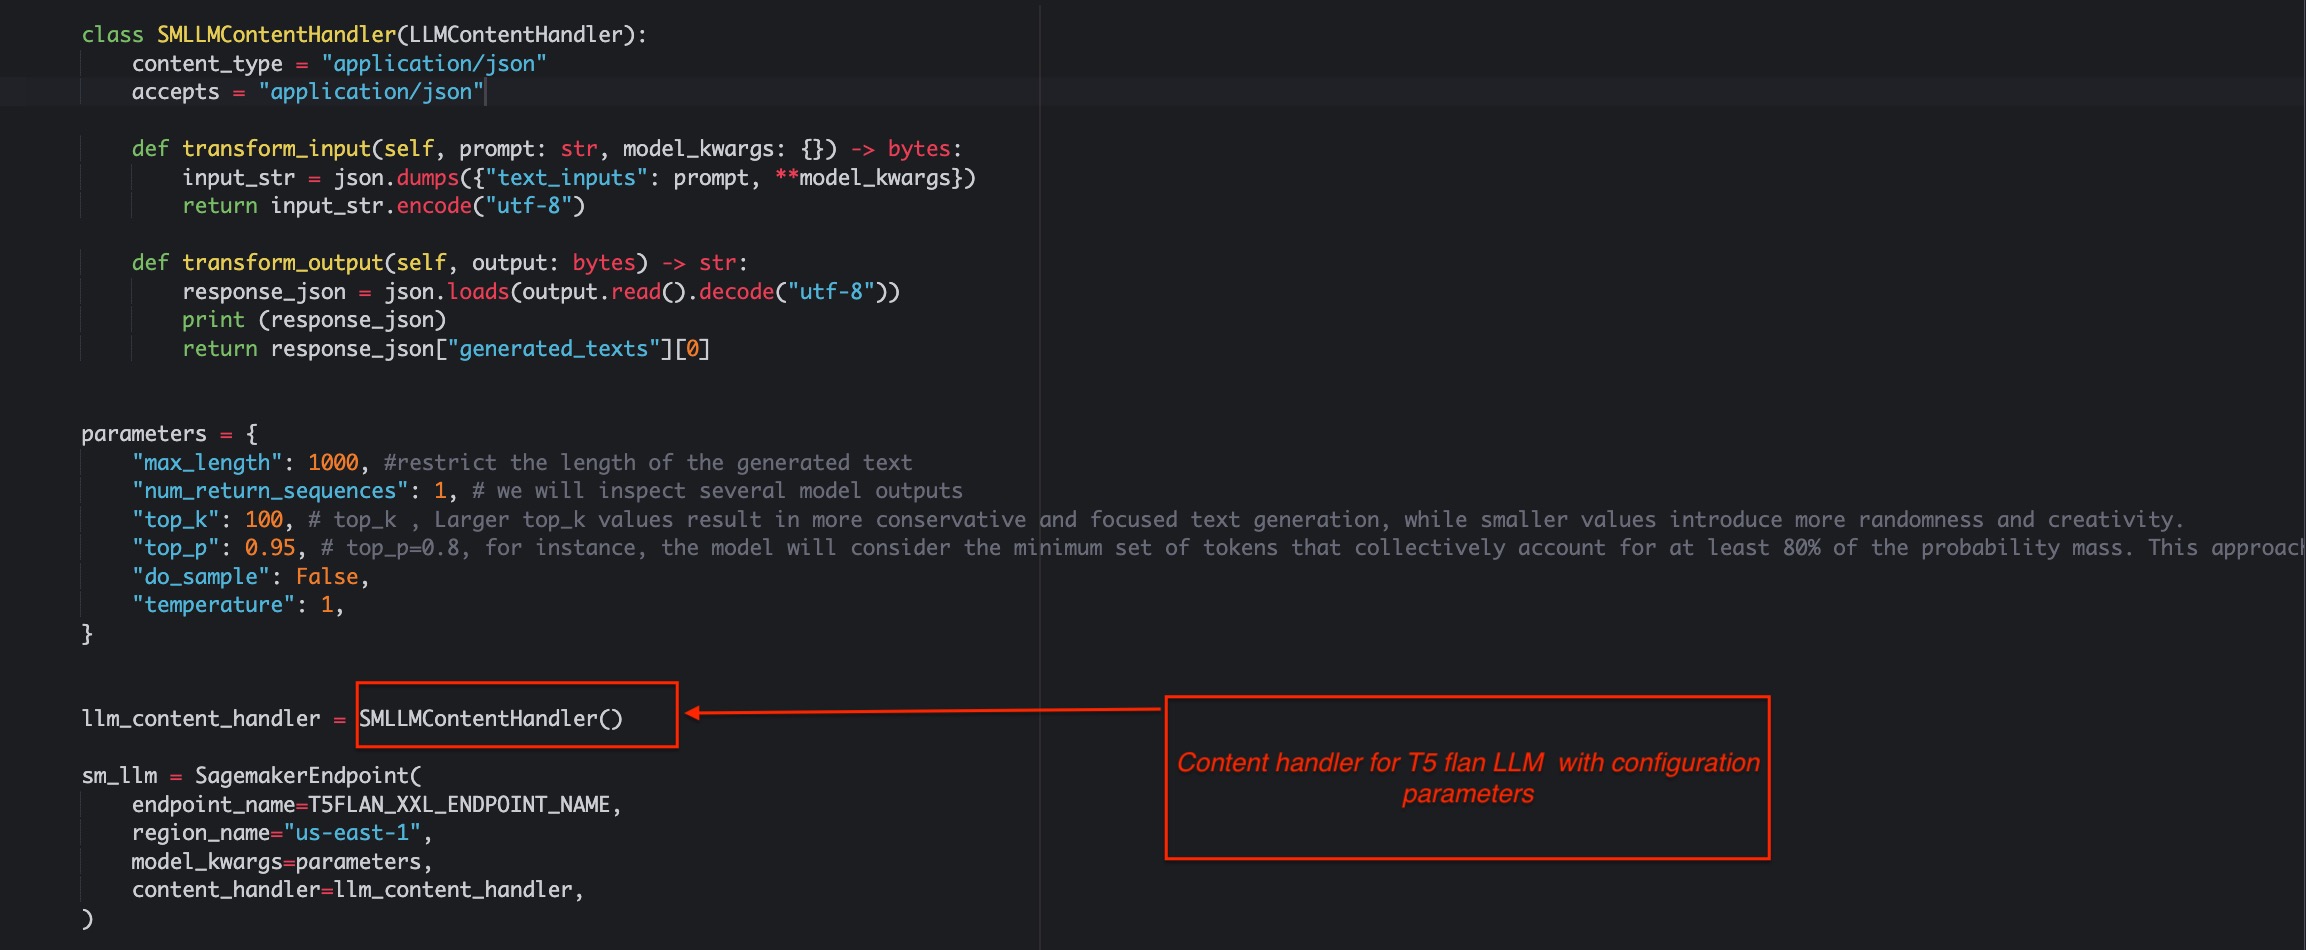 class SMLLMContentHandler(LLMContentHandler):
    content_type = "application/json"
    accepts = "application/json"
    def transform_input(self, prompt: str, model_kwargs: {}) -> bytes:
        input_str = json.dumps({"text_inputs": prompt, **model_kwargs})
        return input_str.encode("utf-8")
    def transform_output(self, output: bytes) -> str:
        response_json = json.loads(output.read().decode("utf-8"))
        print (response_json)
        return response_json["generated_texts"][0]
parameters = {
    "max_length": 1000, #restrict the length of the generated text
    "num_return_sequences": 1, # we will inspect several model outputs
    "top_k": 100, # top_k , Larger top_k values result in more conservative and focused text generation, while smaller values introduce more randomness and creativity.
    "top_p": 0.95, # top_p=0.8, for instance, the model will consider the minimum set of tokens that collectively account for at least 80% of the probability mass. This approach
    "do_sample": False,
    "temperature": 1,
}
llm_content_handler = SMLLMContentHandler()
sm_llm = SagemakerEndpoint(
    endpoint_name=T5FLAN_XXL_ENDPOINT_NAME,
    region_name="us-east-1",
    model_kwargs=parameters,
    content_handler=llm_content_handler,
)
Content handler for T5 flan LLM  with configuration
parameters